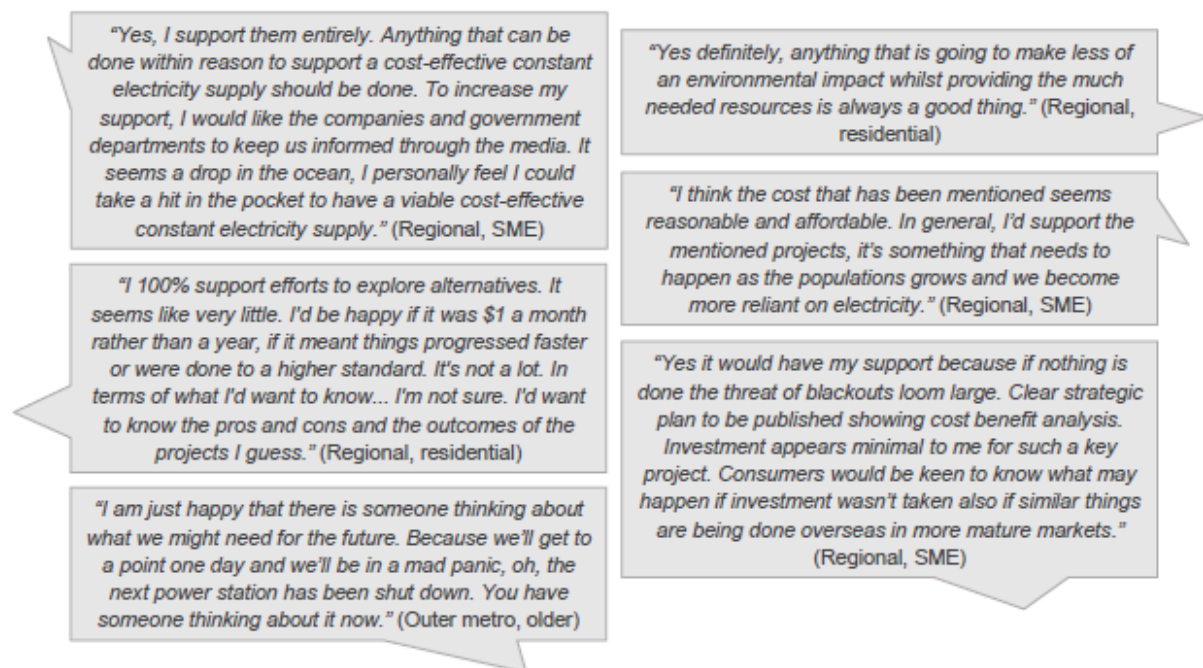 “Yes, I support them entirely. Anything that can be
done within reason to support a cost-effective constant
electricity supply should be done. To increase my
support, I would like the companies and government
departments to keep us informed through the media. It
seems a drop in the ocean, I personally feel I could
take a hit in the pocket to have a viable cost-effective
constant electricity supply.” (Regional, SME)
“I 100% support efforts to explore alternatives. It
seems like very little. I'd be happy if it was $1 a month
rather than a year, if it meant things progressed faster
or were done to a higher standard. It's not a lot. In
terms of what I'd want to know... I'm not sure. I'd want
to know the pros and cons and the outcomes of the
projects I guess.” (Regional, residential)
“I am just happy that there is someone thinking about
what we might need for the future. Because we’ll get to
a point one day and we’ll be in a mad panic, oh, the
next power station has been shut down. You have
someone thinking about it now.” (Outer metro, older)
“Yes definitely, anything that is going to make less of
an environmental impact whilst providing the much
needed resources is always a good thing.” (Regional,
residential)
“I think the cost that has been mentioned seems
reasonable and affordable. In general, I’d support the
mentioned projects, it’s something that needs to
happen as the populations grows and we become
more reliant on electricity.” (Regional, SME)
“Yes it would have my support because if nothing is
done the threat of blackouts loom large. Clear strategic
plan to be published showing cost benefit analysis.
Investment appears minimal to me for such a key
project. Consumers would be keen to know what may
happen if investment wasn’t taken also if similar things
are being done overseas in more mature markets.”
(Regional, SME)